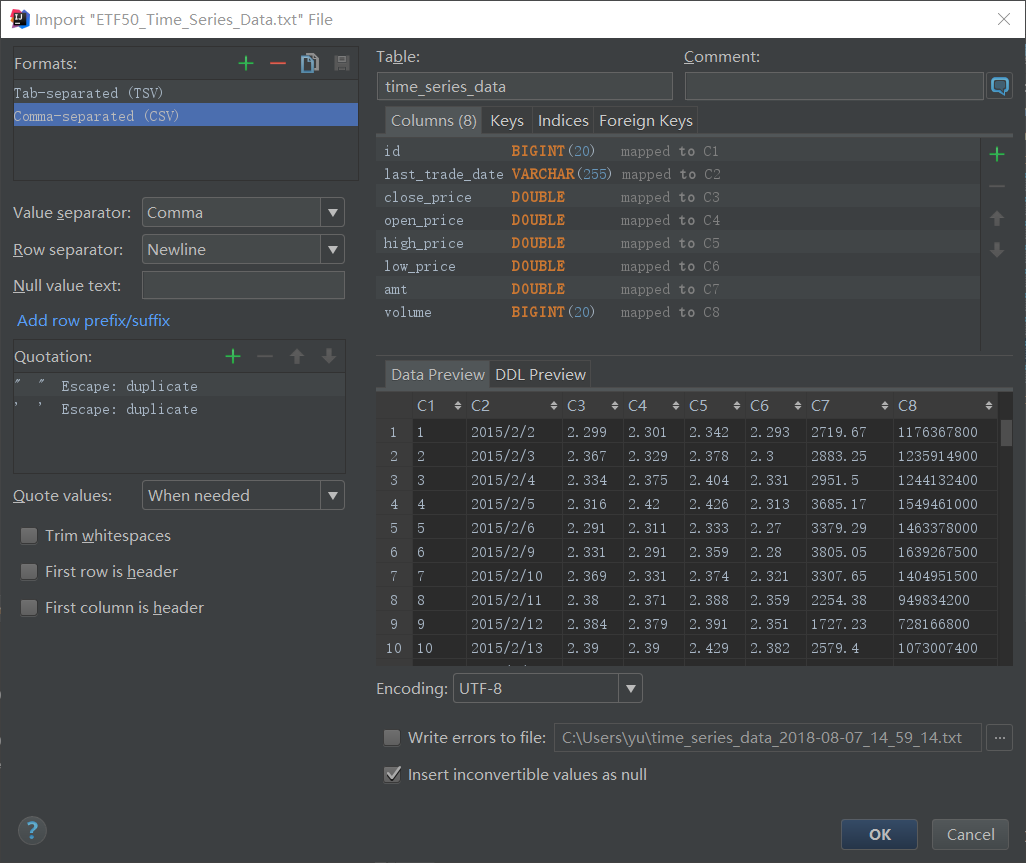 Import "ETF50_Time_Series_Data.txt" File
Formats:
Tab-separated (TSV)
Comma-separated (CSV)
Value separator: Comma
Row separator: Newline
Null value text:
Add row prefix/suffix
Quotation:
" " Escape: duplicate
' ' Escape: duplicate
Quote values: When needed
Trim whitespaces
First row is header
First column is header
Table: Comment:
time_series_data
Columns (8) Keys Indices Foreign Keys
id BIGINT(20) mapped to C1
last_trade_date VARCHAR(255) mapped to C2
close_price DOUBLE mapped to C3
open_price DOUBLE mapped to C4
high_price DOUBLE mapped to C5
low_price DOUBLE mapped to C6
amt DOUBLE mapped to C7
volume BIGINT(20) mapped to C8
Data Preview DDL Preview
C1 C2 C3 C4 C5 C6 C7 C8
1 1 2015/2/2 2.299 2.301 2.342 2.293 2719.67 1176367800
2 2 2015/2/3 2.367 2.329 2.378 2.3 2883.25 1235914900
3 3 2015/2/4 2.334 2.375 2.404 2.331 2951.5 1244132400
4 4 2015/2/5 2.316 2.42 2.426 2.313 3685.17 1549461000
5 5 2015/2/6 2.291 2.311 2.333 2.27 3379.29 1463378000
6 6 2015/2/9 2.331 2.291 2.359 2.28 3805.05 1639267500
7 7 2015/2/10 2.369 2.331 2.374 2.321 3307.65 1404951500
8 8 2015/2/11 2.38 2.371 2.388 2.359 2254.38 949834200
9 9 2015/2/12 2.384 2.379 2.391 2.351 1727.23 728166800
10 10 2015/2/13 2.39 2.39 2.429 2.382 2579.4 1073007400
Encoding: UTF-8
Write errors to file: C:\Users\yu\time_series_data_2018-08-07_14_59_14.txt ...
Insert inconvertible values as null
? OK Cancel